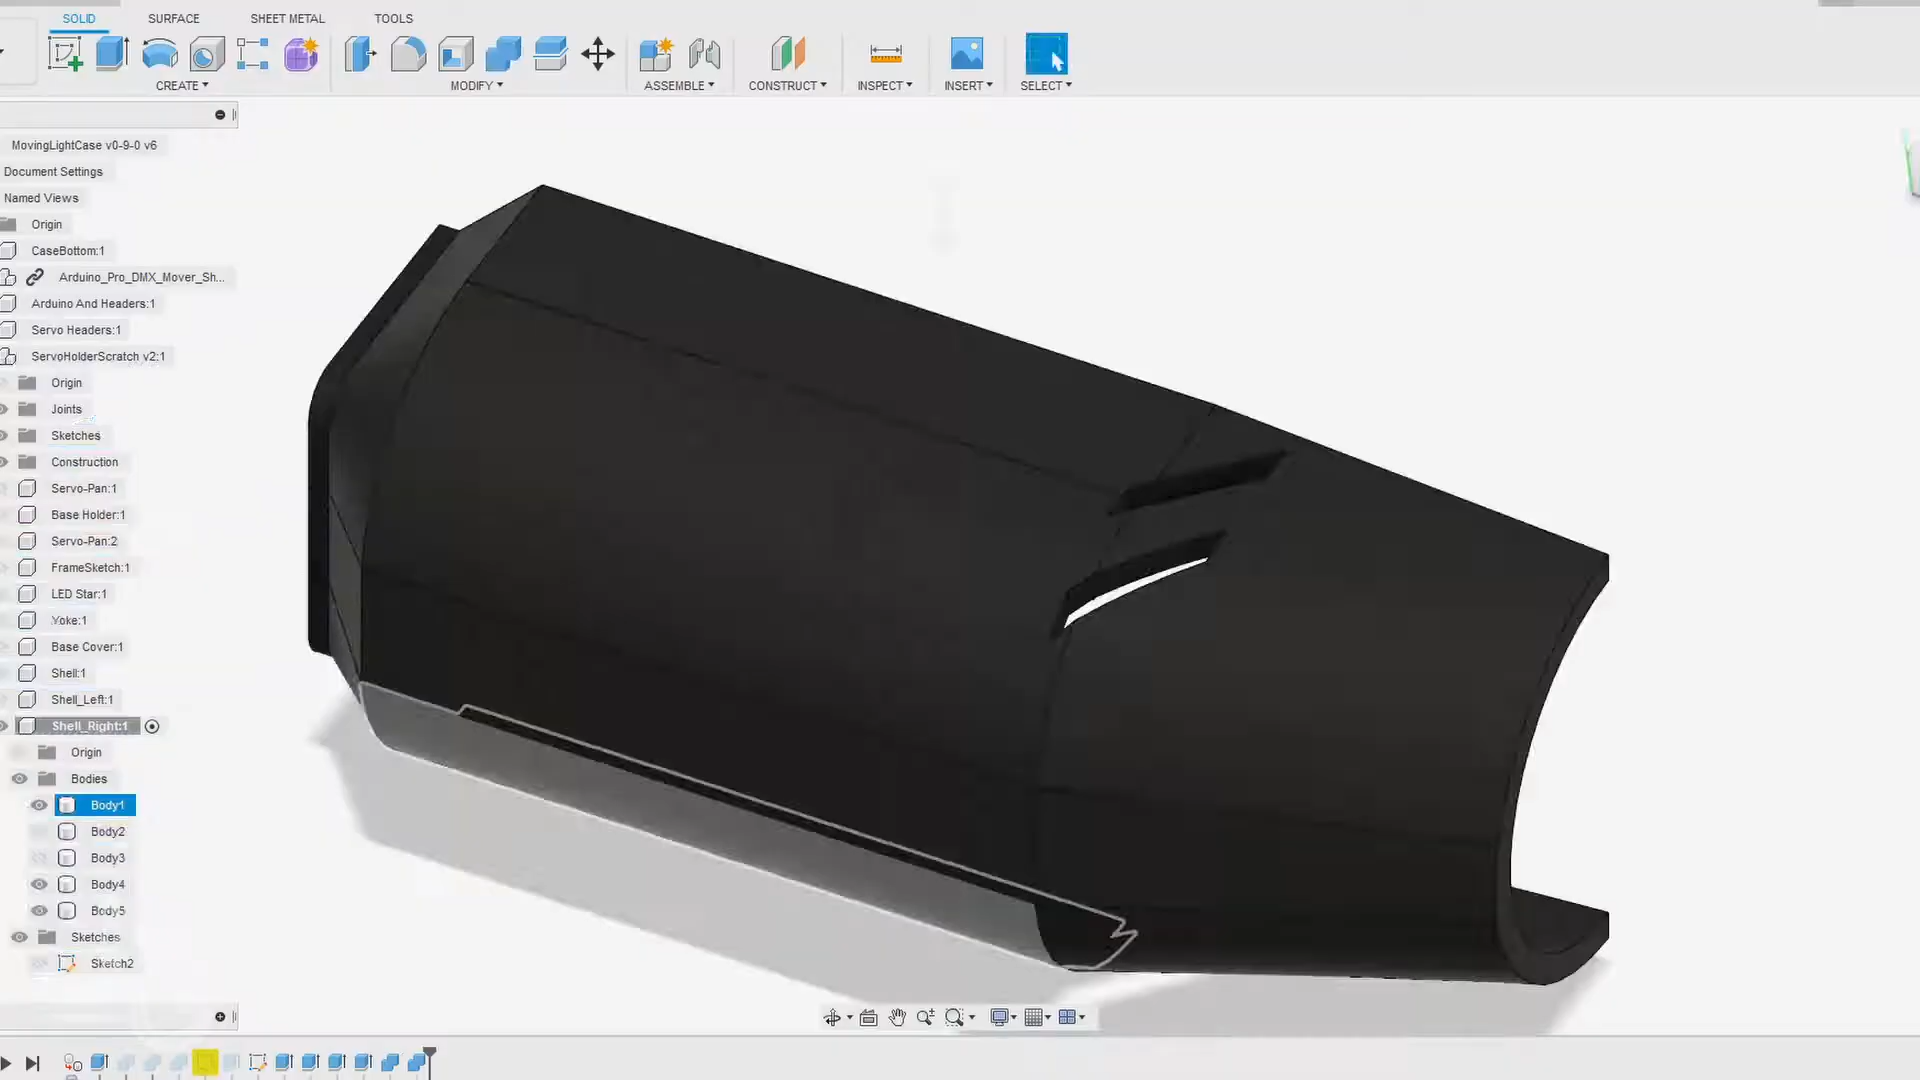 SOLID SURFACE SHEET METAL TOOLS
CREATE MODIFY ASSEMBLE CONSTRUCT INSPECT INSERT SELECT
MovingLightCase v0-9-0 v6
Document Settings
Named Views
Origin
CaseBottom:1
Arduino_Pro_DMX_Mover_Sh...
Arduino And Headers:1
Servo Headers:1
ServoHolderScratch v2:1
Origin
Joints
Sketches
Construction
Servo-Pan:1
Base Holder:1
Servo-Pan:2
FrameSketch:1
LED Star:1
Yoke:1
Base Cover:1
Shell:1
Shell_Left:1
Shell_Right:1
Origin
Bodies
Body1
Body2
Body3
Body4
Body5
Sketches
Sketch2